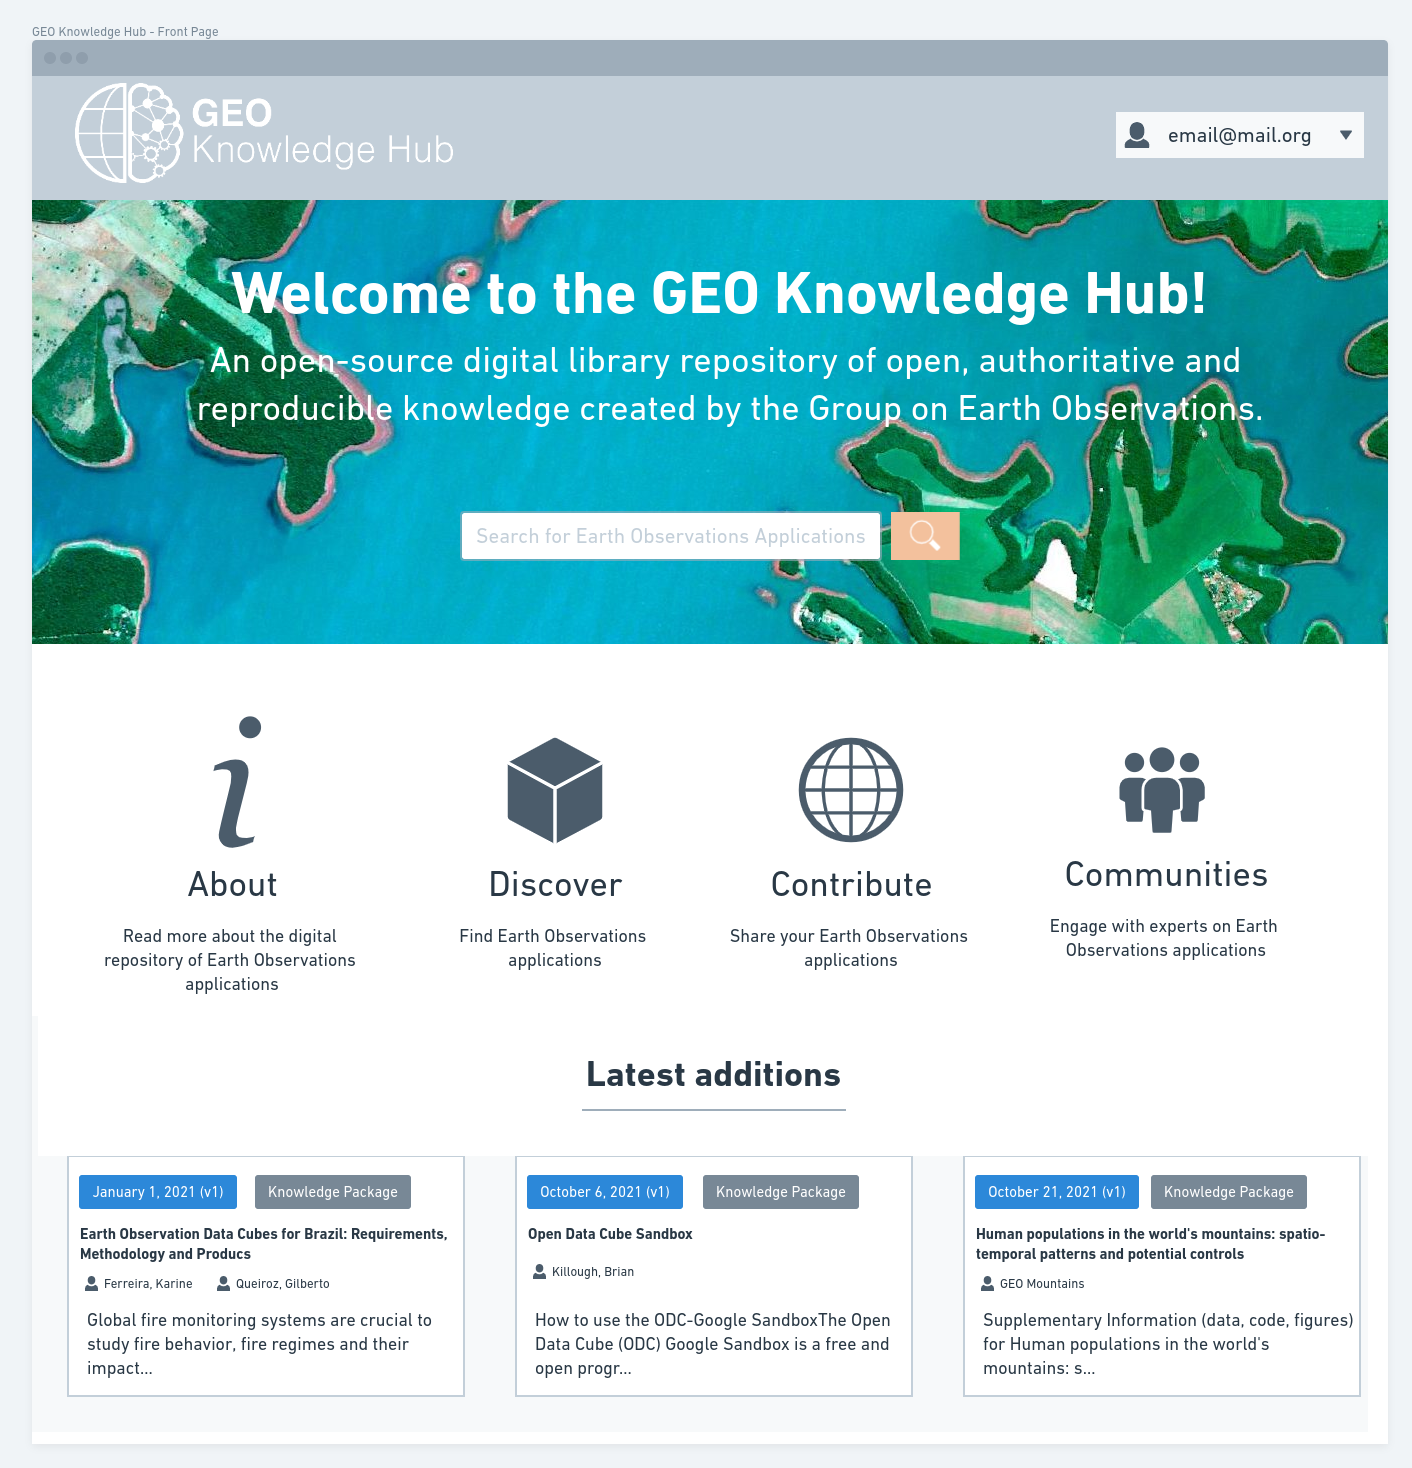 GEO Knowledge Hub - Front Page
GEO
Knowledge Hub
email@mail.org
Welcome to the GEO Knowledge Hub!
An open-source digital library repository of open, authoritative and
reproducible knowledge created by the Group on Earth Observations.
Search for Earth Observations Applications
About
Read more about the digital
repository of Earth Observations
applications
Discover
Find Earth Observations
applications
Contribute
Share your Earth Observations
applications
Communities
Engage with experts on Earth
Observations applications
Latest additions
January 1, 2021 (v1) Knowledge Package
Earth Observation Data Cubes for Brazil: Requirements,
Methodology and Producs
Ferreira, Karine Queiroz, Gilberto
Global fire monitoring systems are crucial to
study fire behavior, fire regimes and their
impact...
October 6, 2021 (v1) Knowledge Package
Open Data Cube Sandbox
Killough, Brian
How to use the ODC-Google SandboxThe Open
Data Cube (ODC) Google Sandbox is a free and
open progr...
October 21, 2021 (v1) Knowledge Package
Human populations in the world's mountains: spatio-
temporal patterns and potential controls
GEO Mountains
Supplementary Information (data, code, figures)
for Human populations in the world's
mountains: s...